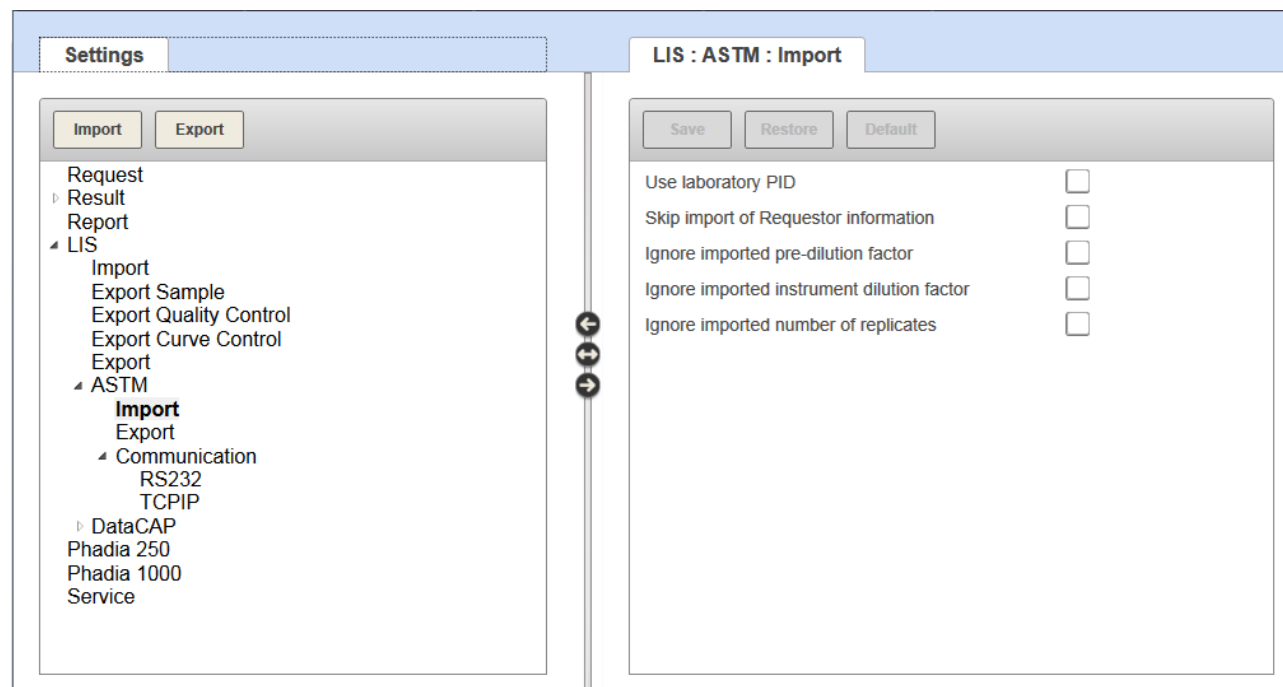 Settings
Import Export
Request
Result
Report
LIS
Import
Export Sample
Export Quality Control
Export Curve Control
Export
ASTM
Import
Export
Communication
RS232
TCPIP
DataCAP
Phadia 250
Phadia 1000
Service
LIS : ASTM : Import
Save Restore Default
Use laboratory PID
Skip import of Requestor information
Ignore imported pre-dilution factor
Ignore imported instrument dilution factor
Ignore imported number of replicates